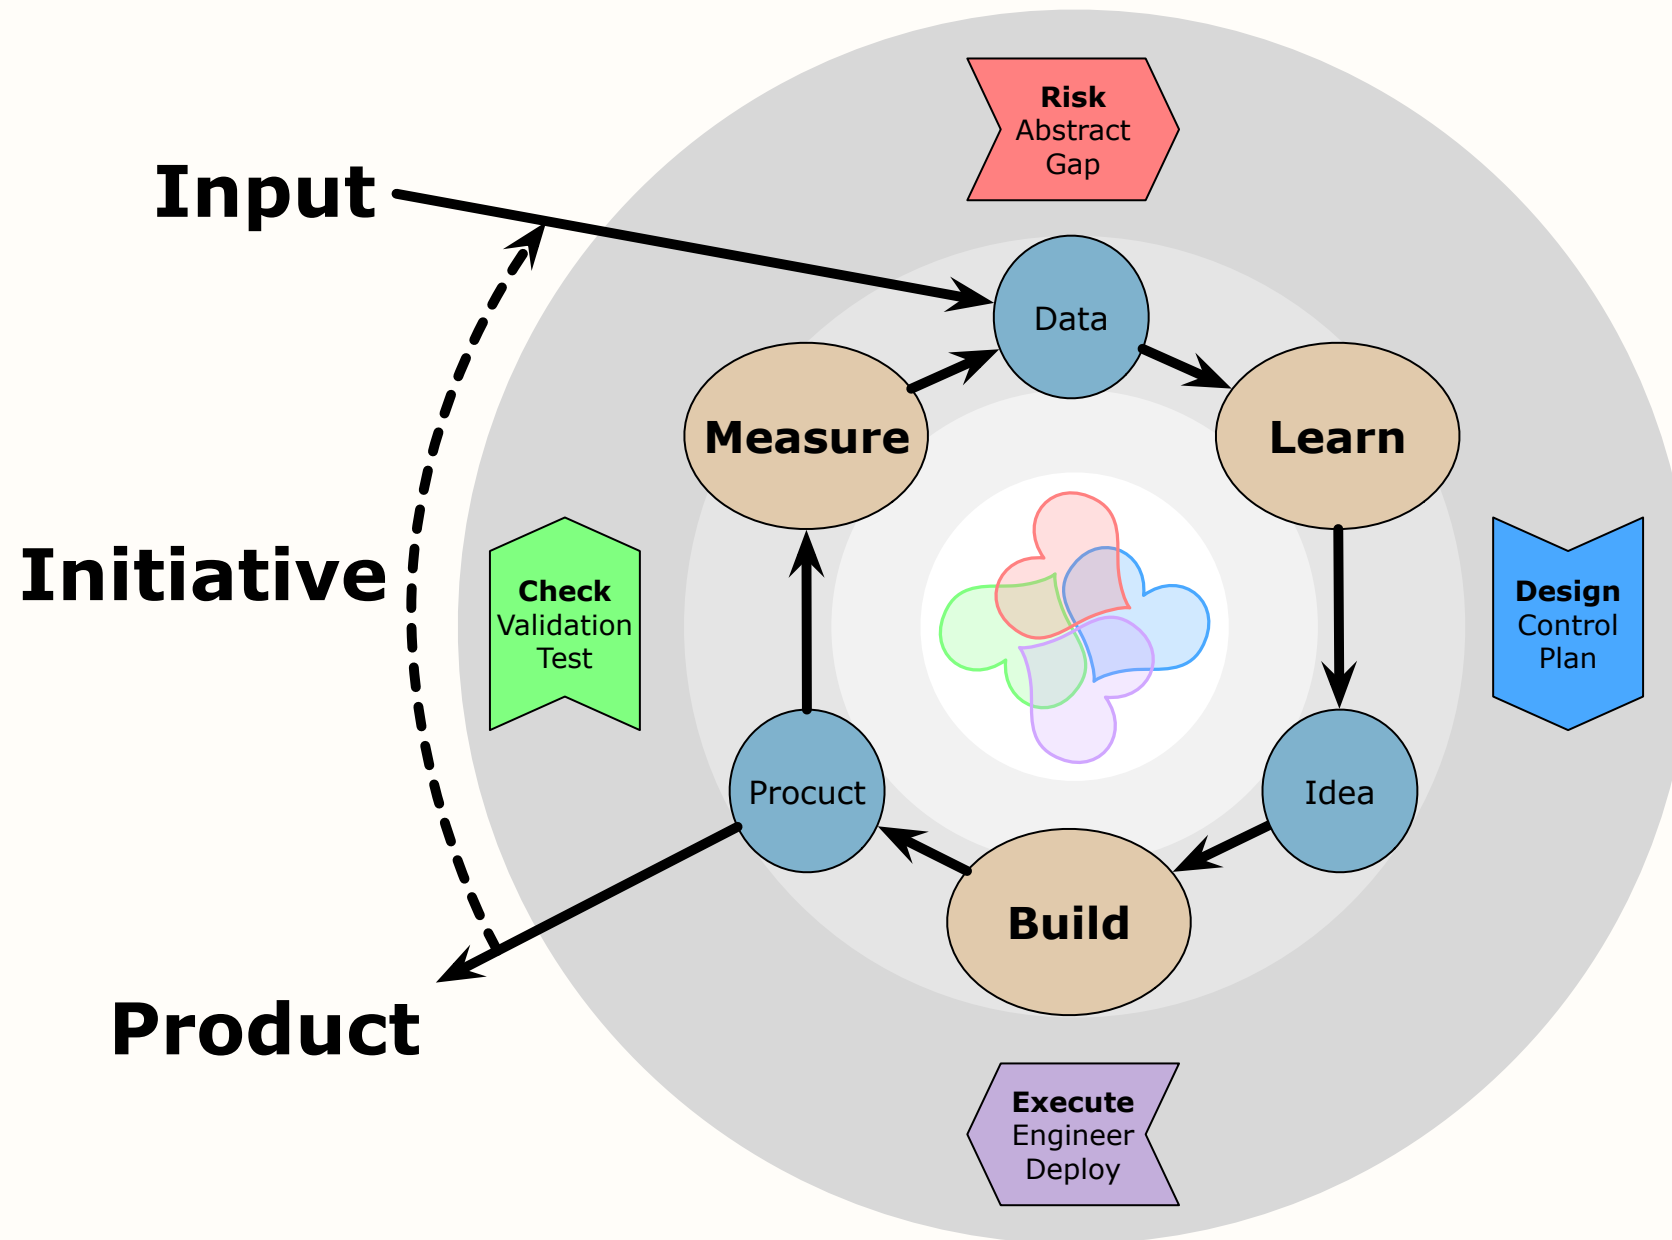 Risk
Abstract
Gap
Input
Data
Measure
Learn
Initiative
Check
Validation
Test
Design
Control
Plan
Procuct
Idea
Build
Product
Execute
Engineer
Deploy